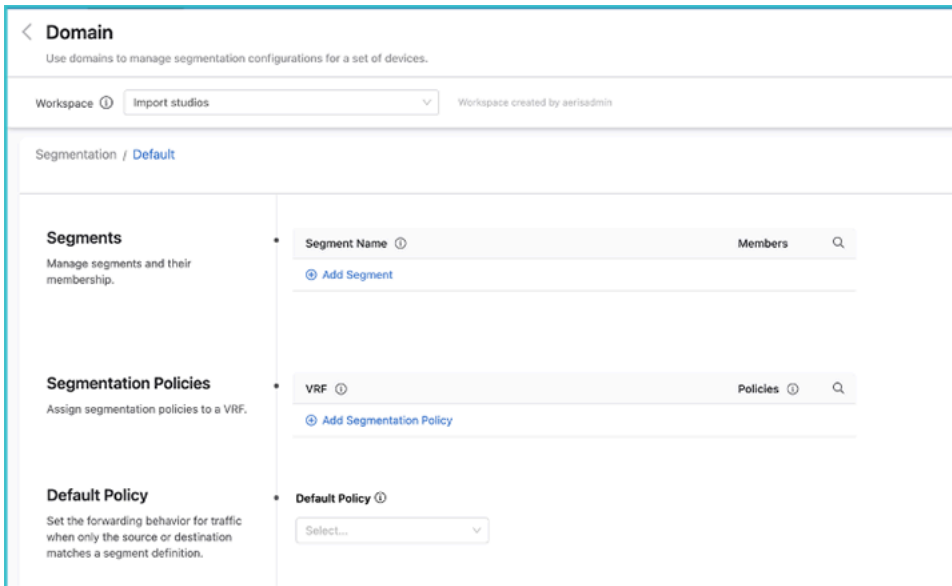 Domain
Use domains to manage segmentation configurations for a set of devices.
Workspace Import studios Workspace created by aerisadmin
Segmentation / Default
Segments
Manage segments and their
membership.
Segment Name Members
Add Segment
Segmentation Policies
Assign segmentation policies to a VRF.
VRF Policies
Add Segmentation Policy
Default Policy
Set the forwarding behavior for traffic
when only the source or destination
matches a segment definition.
Default Policy
Select...